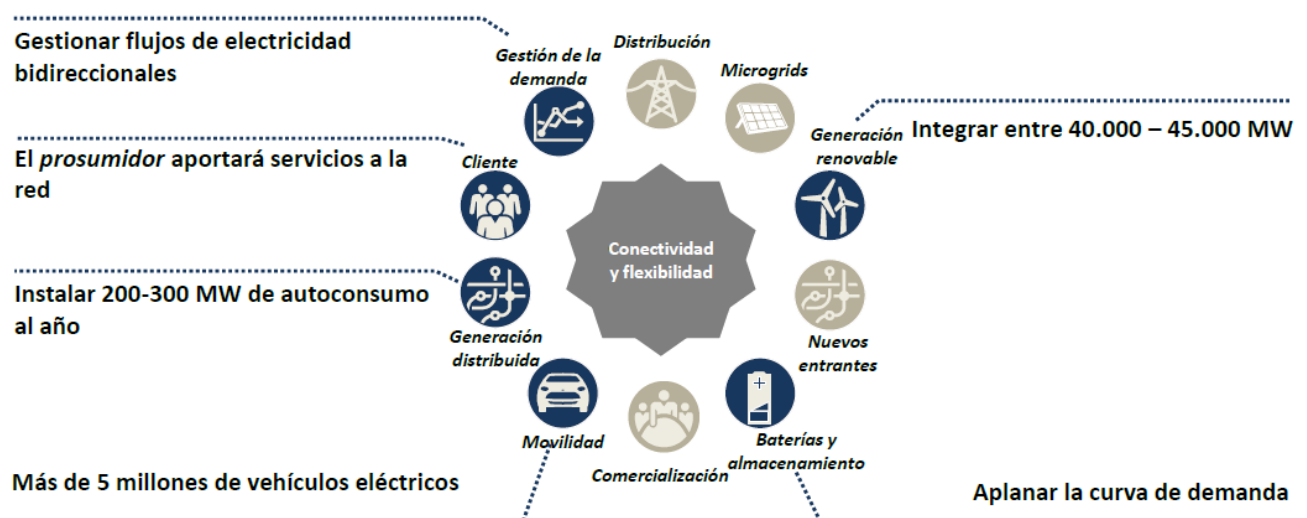 Gestionar flujos de electricidad
bidireccionales
Gestión de la
demanda
Distribución
Microgrids
Generación
renovable
Integrar entre 40.000 – 45.000 MW
El prosumidor aportará servicios a la
red
Cliente
Conectividad
y flexibilidad
Instalar 200-300 MW de autoconsumo
al año
Generación
distribuida
Nuevos
entrantes
Movilidad
Comercialización
Baterías y
almacenamiento
Más de 5 millones de vehículos eléctricos
Aplanar la curva de demanda